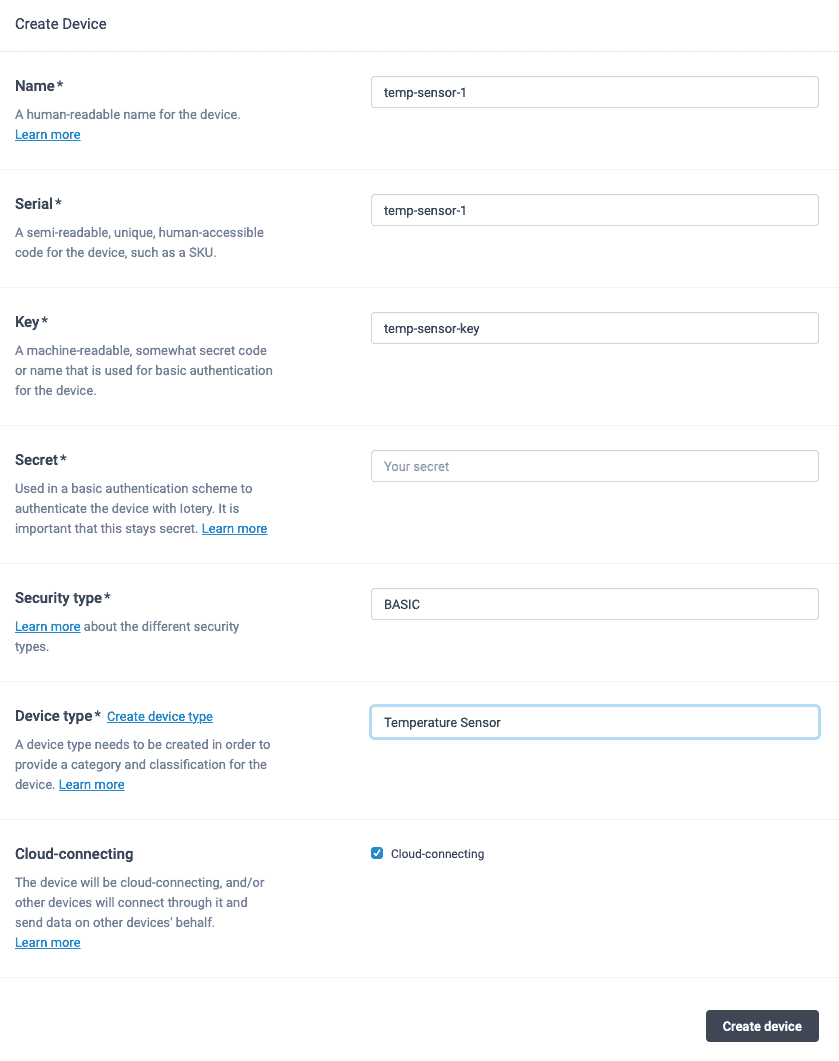 Create Device
Name*
temp-sensor-1
A human-readable name for the device.
Learn more
Serial*
temp-sensor-1
A semi-readable, unique, human-accessible
code for the device, such as a SKU.
Key*
temp-sensor-key
A machine-readable, somewhat secret code
or name that is used for basic authentication
for the device.
Secret*
Your secret
Used in a basic authentication scheme to
authenticate the device with Iotery. It is
important that this stays secret. Learn more
Security type*
BASIC
Learn more about the different security
types.
Device type* Create device type
Temperature Sensor
A device type needs to be created in order to
provide a category and classification for the
device. Learn more
Cloud-connecting
Cloud-connecting
The device will be cloud-connecting, and/or
other devices will connect through it and
send data on other devices' behalf.
Learn more
Create device